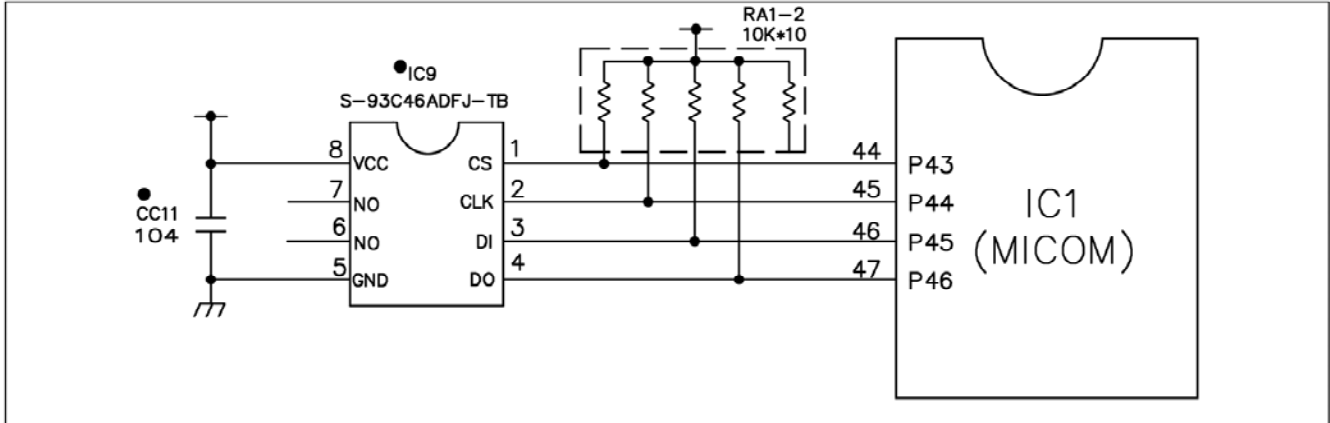 RA1-2
10K*10
IC9
S-93C46ADFJ-TB
8 VCC CS 1 44 P43
7 NO CLK 2 45 P44
6 NO DI 3 46 P45
5 GND DO 4 47 P46
CC11
104
IC1
(MICOM)